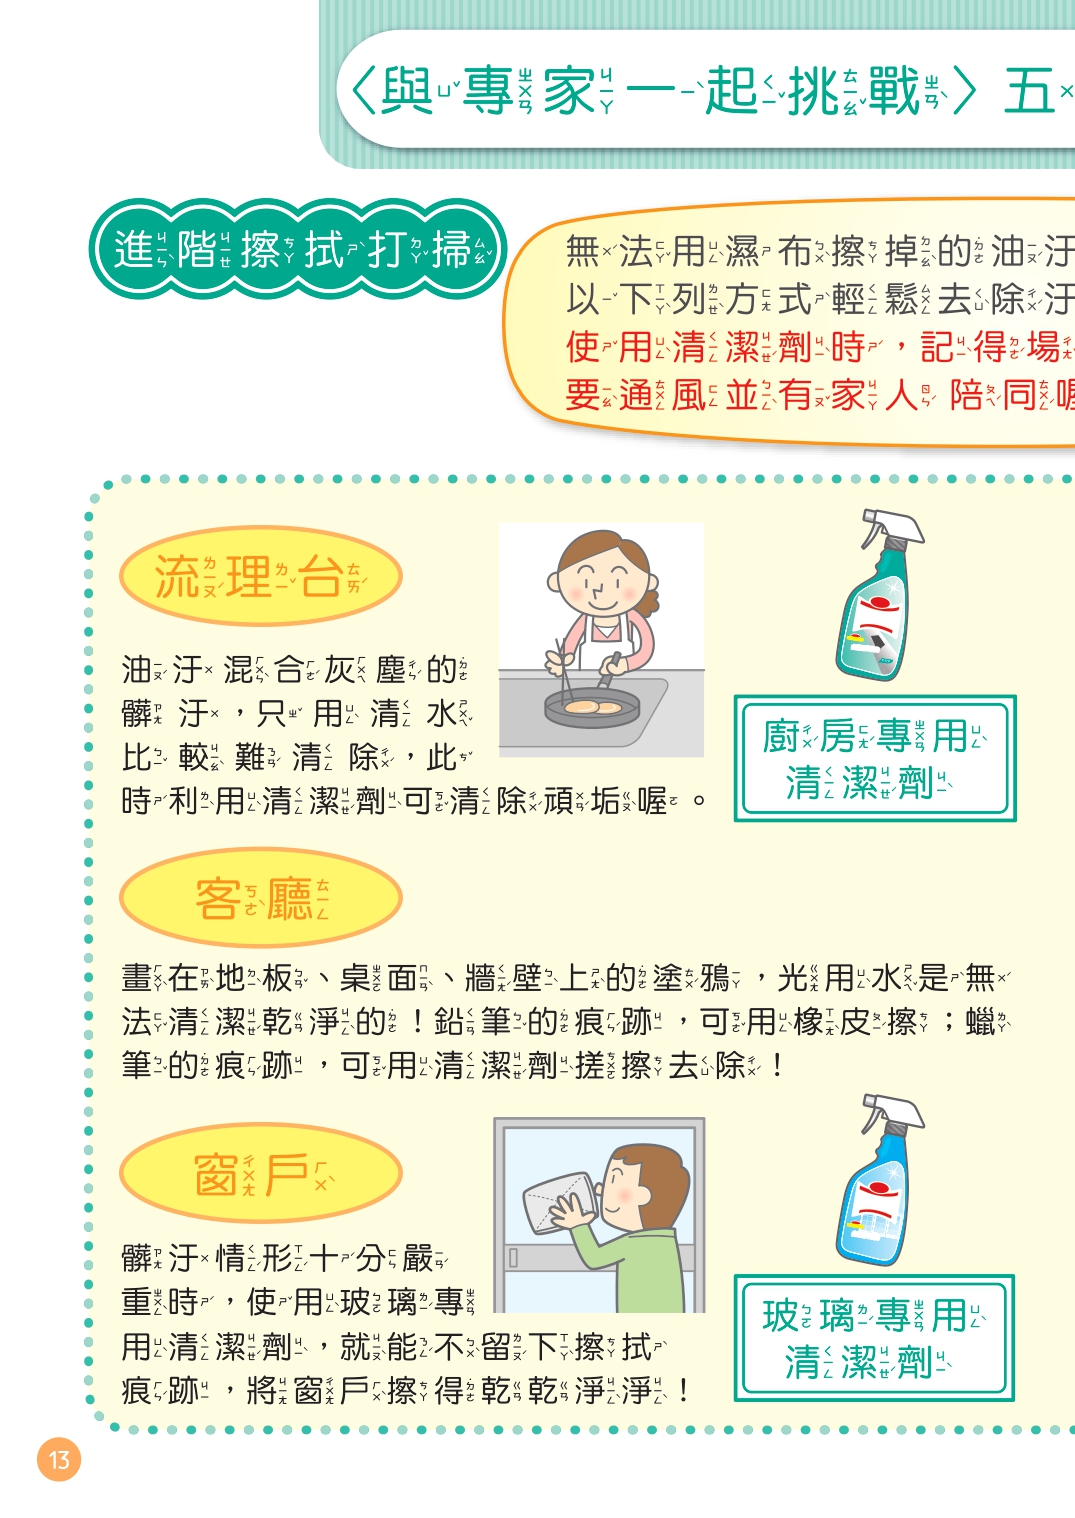 〈與專家一起挑戰〉五
進階擦拭打掃
無法用濕布擦掉的油汙
以下列方式輕鬆去除汙
使用清潔劑時，記得場
要通風並有家人陪同喔
流理台
油汙混合灰塵的
髒汙，只用清水
比較難清除，此
時利用清潔劑可清除頑垢喔。
廚房專用
清潔劑
客廳
畫在地板、桌面、牆壁上的塗鴉，光用水是無
法清潔乾淨的！鉛筆的痕跡，可用橡皮擦；蠟
筆的痕跡，可用清潔劑搓擦去除！
窗戶
髒汙情形十分嚴
重時，使用玻璃專
用清潔劑，就能不留下擦拭
痕跡，將窗戶擦得乾乾淨淨！
玻璃專用
清潔劑
13